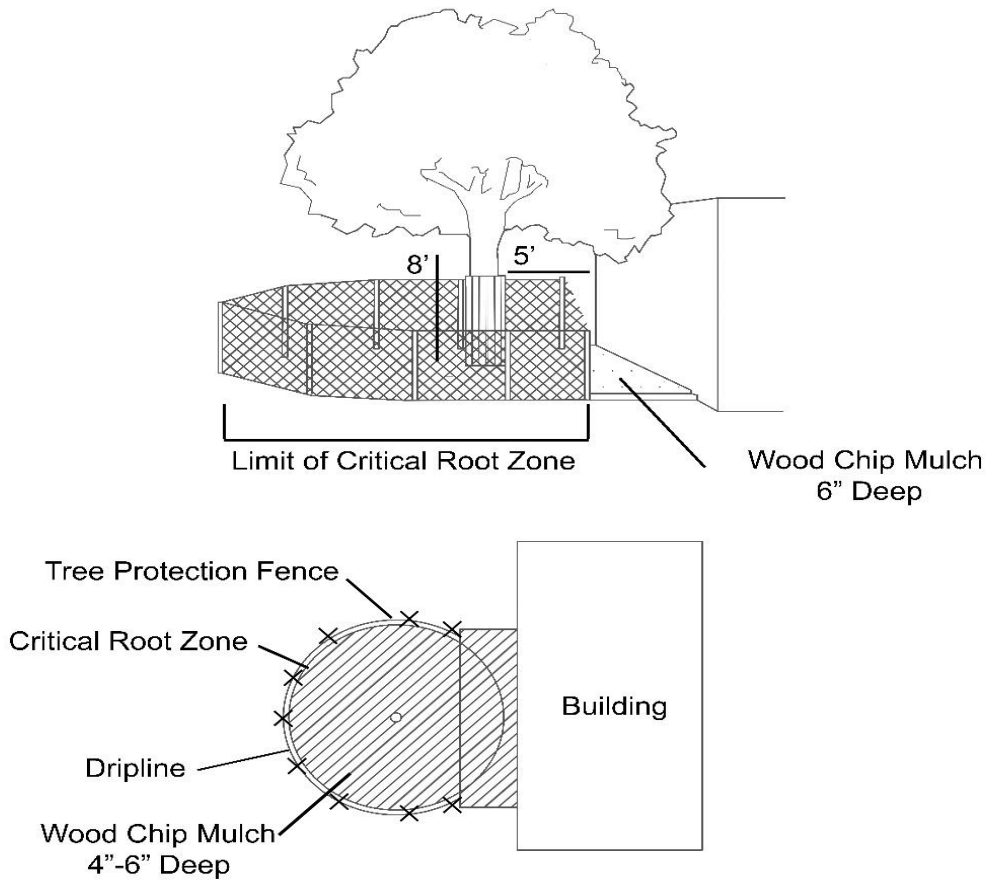 8’
5’
Limit of Critical Root Zone
Wood Chip Mulch
6” Deep
Tree Protection Fence
Critical Root Zone
Building
Dripline
Wood Chip Mulch
4”-6” Deep